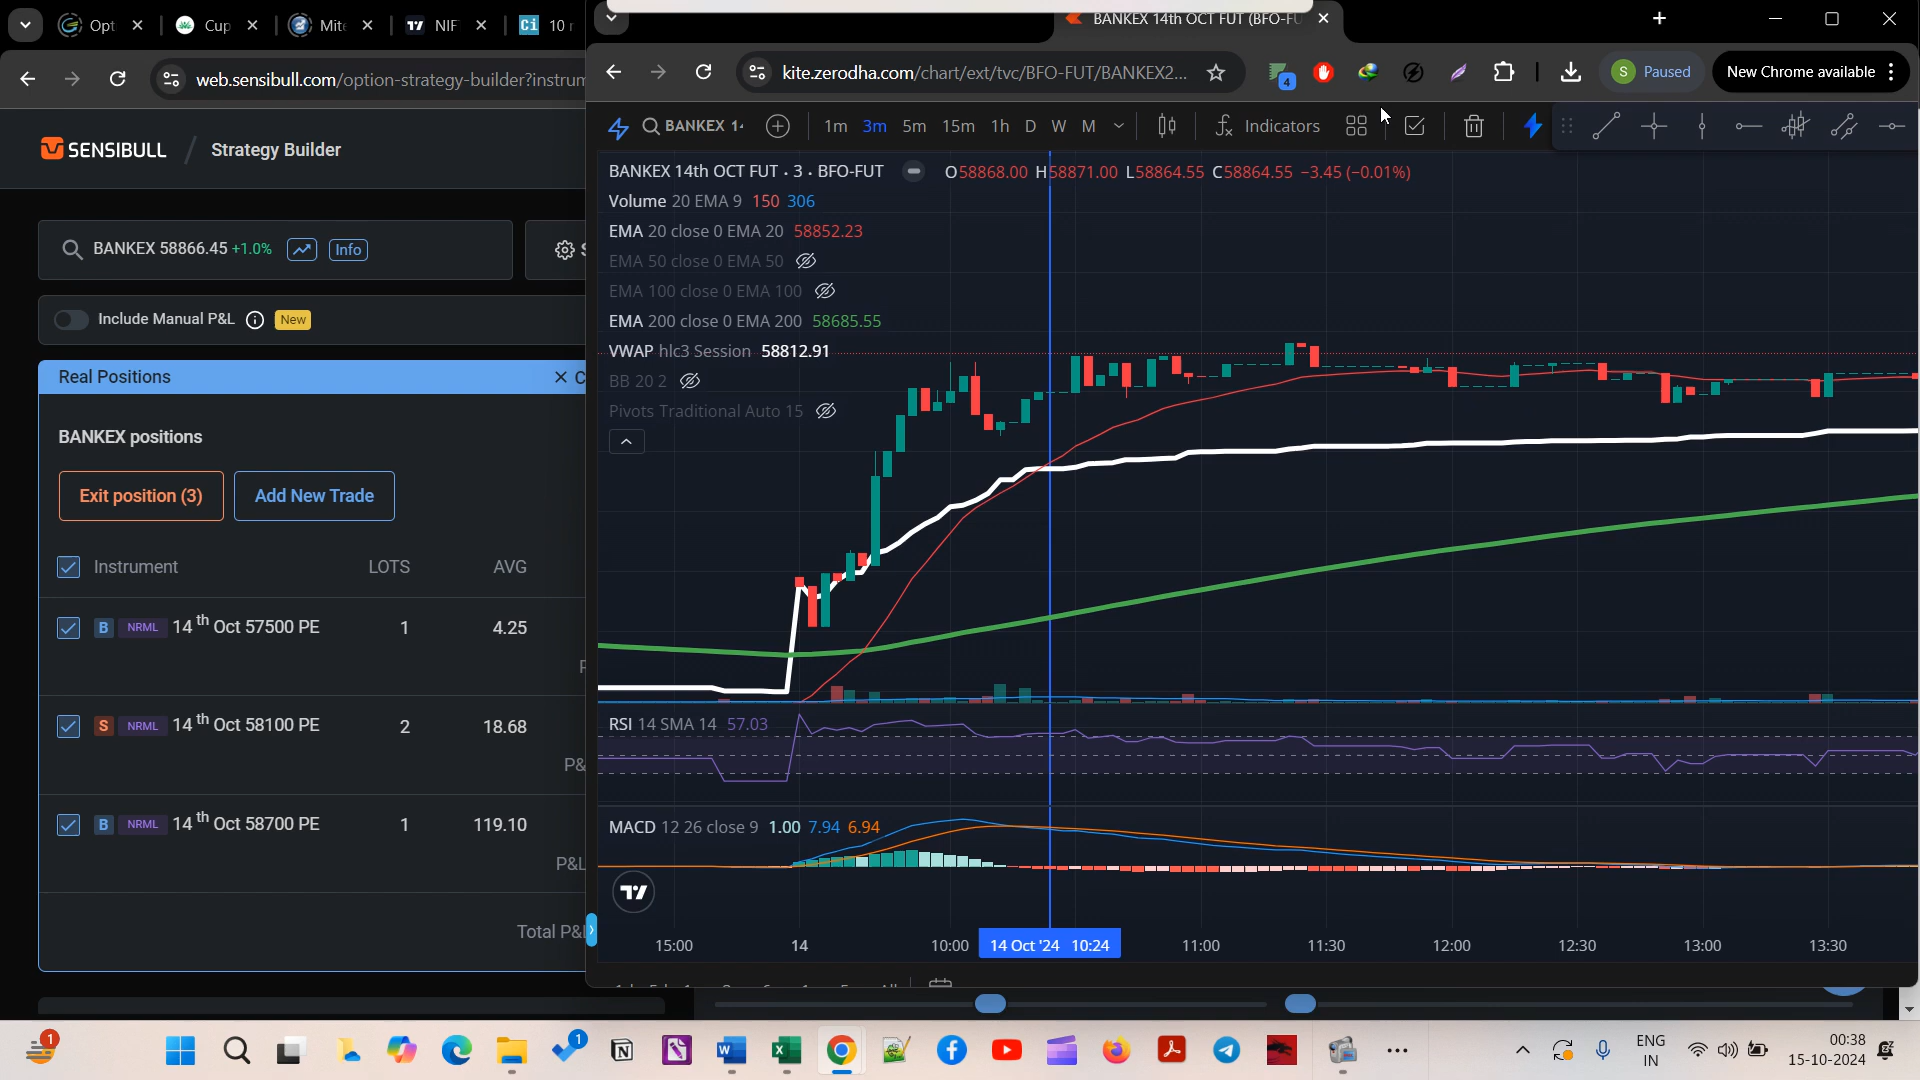 Opt
Cup
Mite
NIF
10 r
BANKEX 14th OCT FUT (BFO-FU
web.sensibull.com/option-strategy-builder?instrum
kite.zerodha.com/chart/ext/tvc/BFO-FUT/BANKEX2...
4
S Paused
New Chrome available
SENSIBULL / Strategy Builder
BANKEX 58866.45 +1.0% Info
Include Manual P&L New
Real Positions
BANKEX positions
Exit position (3)
Add New Trade
Instrument LOTS AVG
B NRML 14th Oct 57500 PE 1 4.25
P
S NRML 14th Oct 58100 PE 2 18.68
P&
B NRML 14th Oct 58700 PE 1 119.10
P&L
Total P&L
BANKEX 14
1m 3m 5m 15m 1h D W M
Indicators
BANKEX 14th OCT FUT · 3 · BFO-FUT
O58868.00 H58871.00 L58864.55 C58864.55 −3.45 (−0.01%)
Volume 20 EMA 9 150 306
EMA 20 close 0 EMA 20 58852.23
EMA 50 close 0 EMA 50
EMA 100 close 0 EMA 100
EMA 200 close 0 EMA 200 58685.55
VWAP hlc3 Session 58812.91
BB 20 2
Pivots Traditional Auto 15
RSI 14 SMA 14 57.03
MACD 12 26 close 9 1.00 7.94 6.94
15:00 14 10:00 14 Oct '24 10:24 11:00 11:30 12:00 12:30 13:00 13:30
1
1
ENG
IN
00:38
15-10-2024